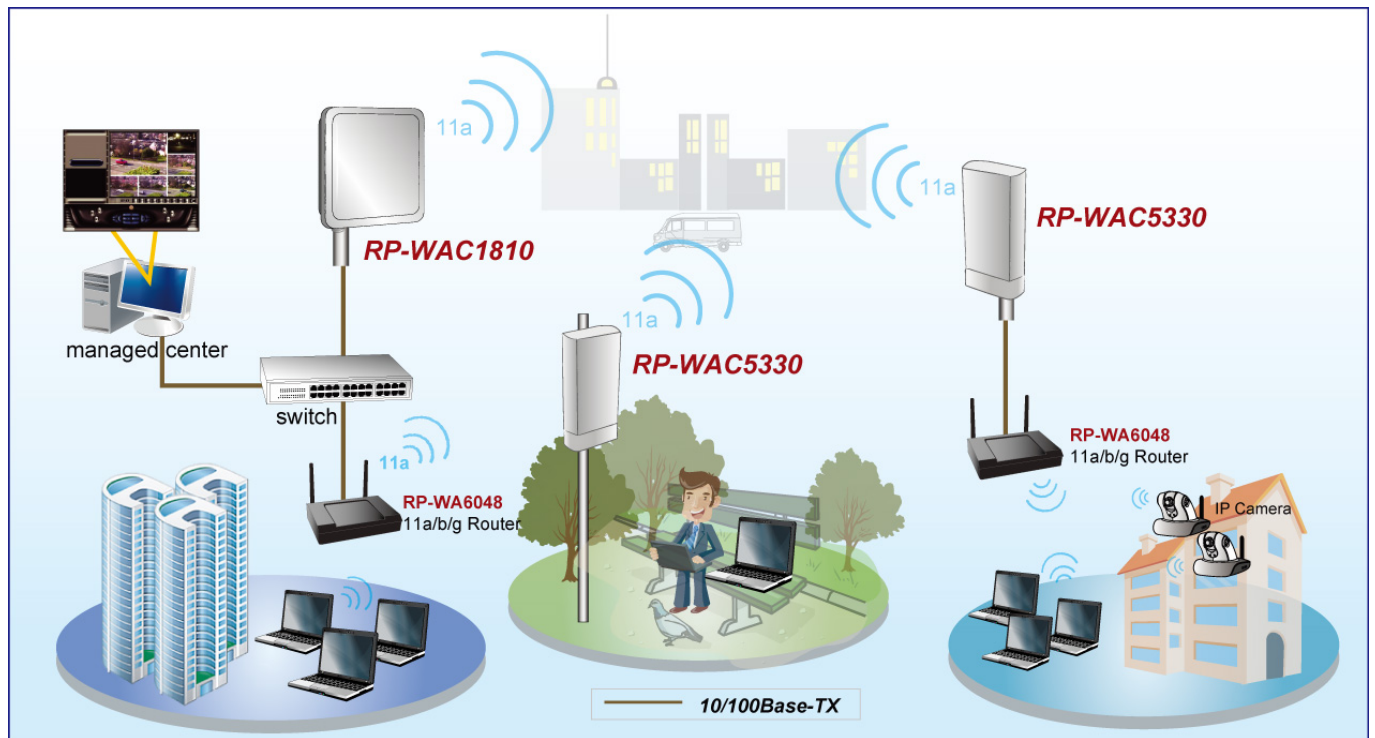 11a
RP-WAC1810
11a
RP-WAC5330
11a
RP-WAC5330
managed center
switch
11a
RP-WA6048
11a/b/g Router
RP-WA6048
11a/b/g Router
IP Camera
10/100Base-TX